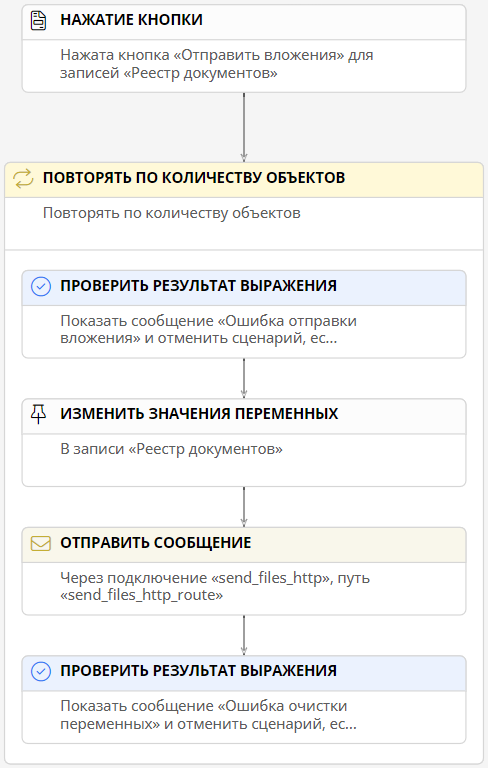 НАЖАТИЕ КНОПКИ
Нажата кнопка «Отправить вложения» для
записей «Реестр документов»
ПОВТОРЯТЬ ПО КОЛИЧЕСТВУ ОБЪЕКТОВ
Повторять по количеству объектов
ПРОВЕРИТЬ РЕЗУЛЬТАТ ВЫРАЖЕНИЯ
Показать сообщение «Ошибка отправки
вложения» и отменить сценарий, ес...
ИЗМЕНИТЬ ЗНАЧЕНИЯ ПЕРЕМЕННЫХ
В записи «Реестр документов»
ОТПРАВИТЬ СООБЩЕНИЕ
Через подключение «send_files_http», путь
«send_files_http_route»
ПРОВЕРИТЬ РЕЗУЛЬТАТ ВЫРАЖЕНИЯ
Показать сообщение «Ошибка очистки
переменных» и отменить сценарий, ес...